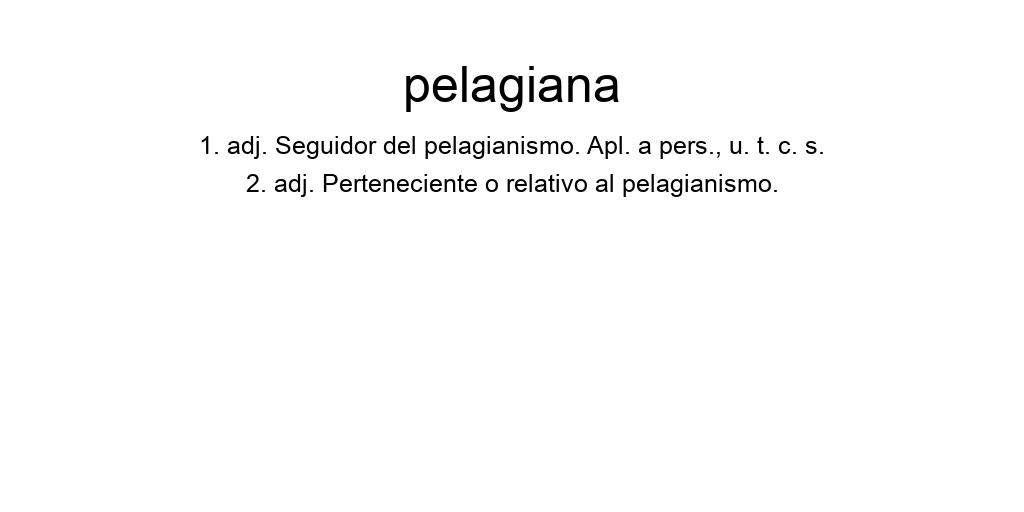 pelagiana
1. adj. Seguidor del pelagianismo. Apl. a pers., u. t. c. s.
2. adj. Perteneciente o relativo al pelagianismo.